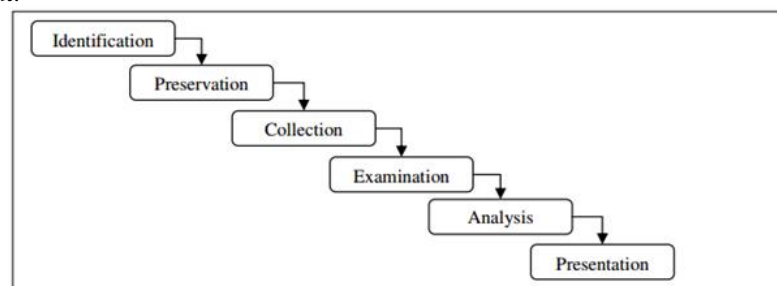 Identification
Preservation
Collection
Examination
Analysis
Presentation